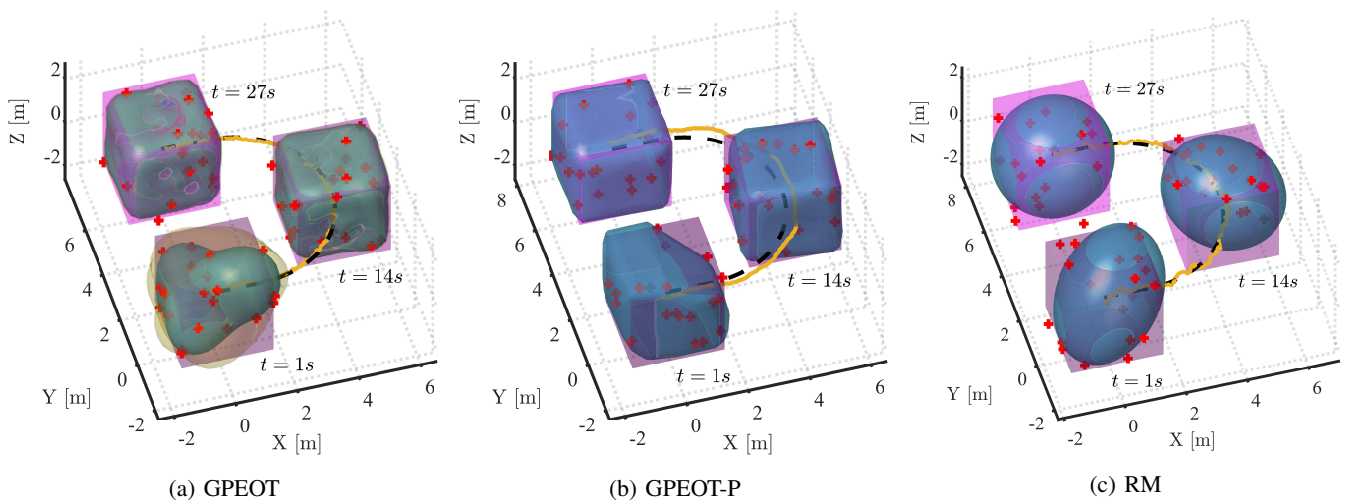 2
0
-2
Z [m]
8
6
4
2
0
-2
Y [m]
-2
0
2
4
6
X [m]
t = 27s
t = 14s
t = 1s
(a) GPEOT
2
0
-2
Z [m]
8
6
4
2
0
-2
Y [m]
-2
0
2
4
6
X [m]
t = 27s
t = 14s
t = 1s
(b) GPEOT-P
2
0
-2
Z [m]
8
6
4
2
0
-2
Y [m]
-2
0
2
4
6
X [m]
t = 27s
t = 14s
t = 1s
(c) RM